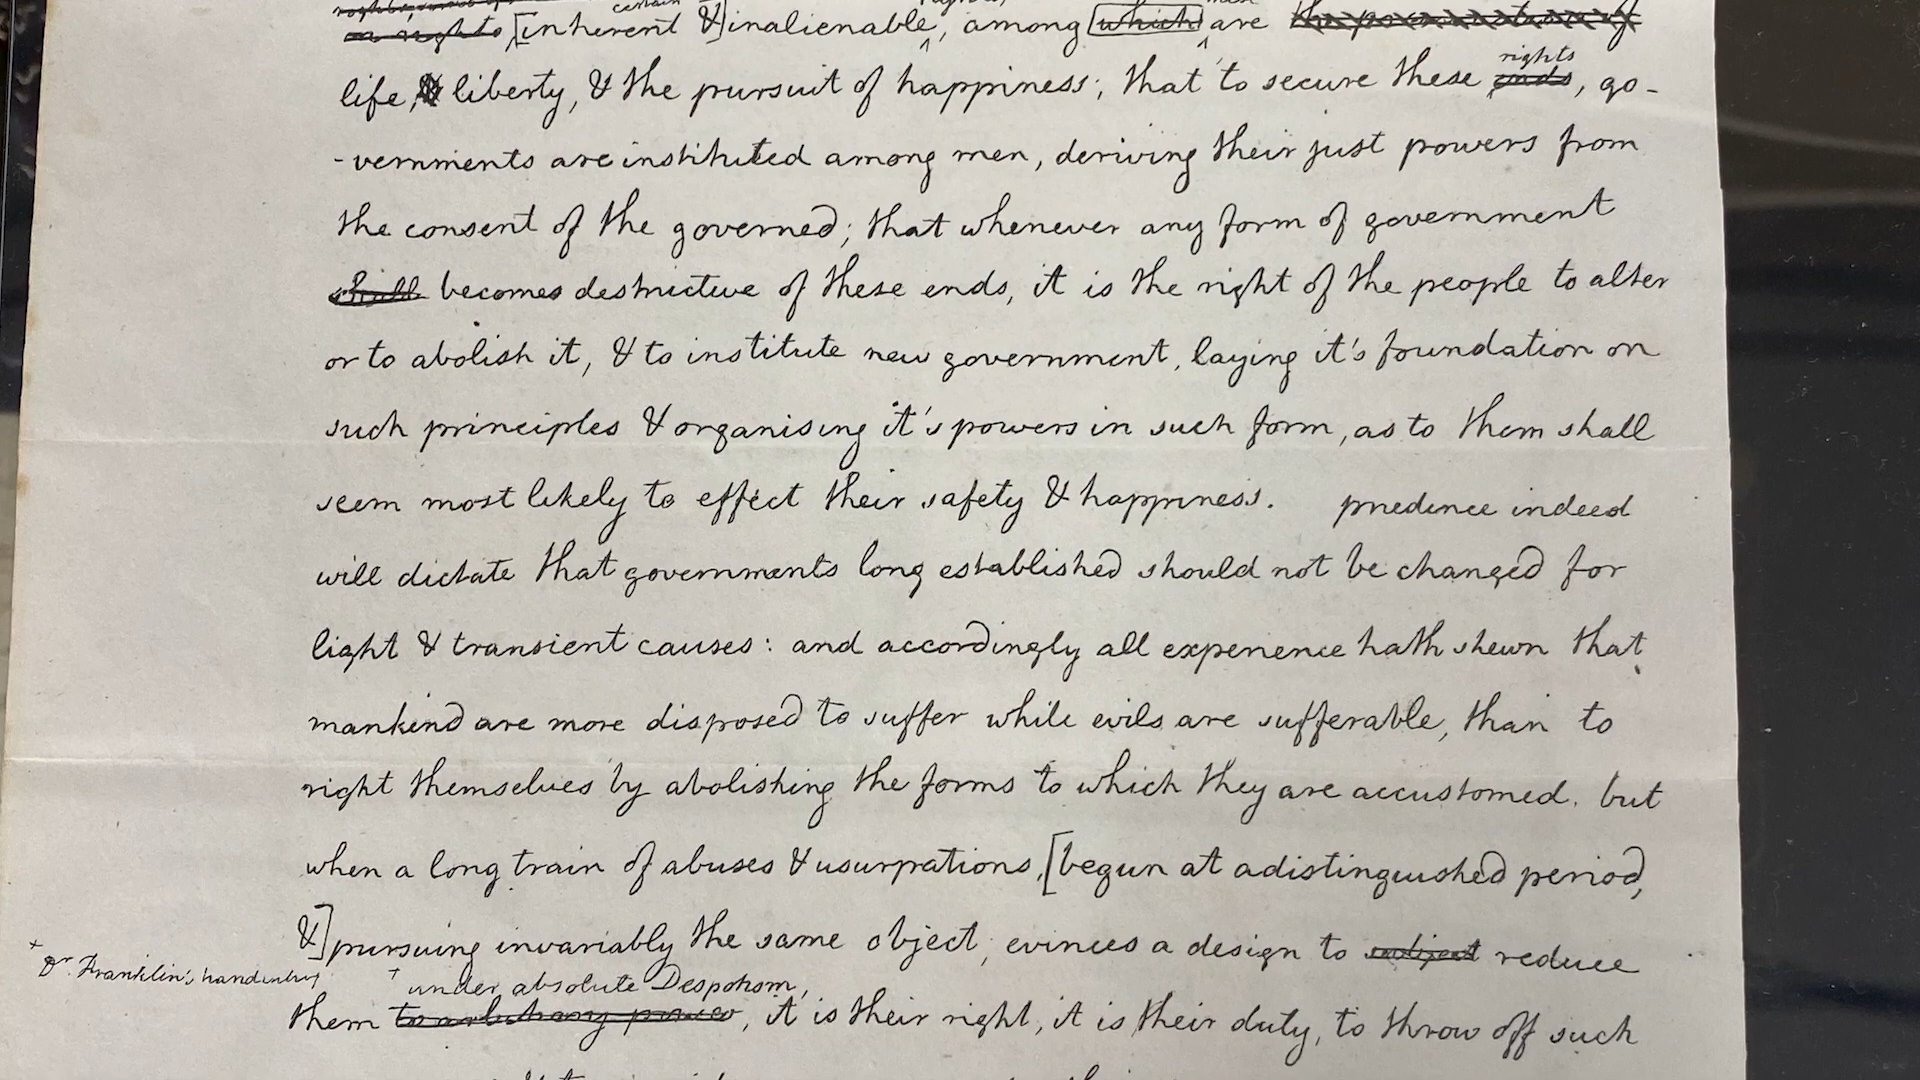 certain
[inherent &] inalienable, among which are
rights
life, & liberty, & the pursuit of happiness; that to secure these ends, go-
-vernments are instituted among men, deriving their just powers from
the consent of the governed; that whenever any form of government
shall becomes destructive of these ends, it is the right of the people to alter
or to abolish it, & to institute new government, laying it's foundation on
such principles & organising it's powers in such form, as to them shall
seem most likely to effect their safety & happiness. prudence indeed
will dictate that governments long established should not be changed for
light & transient causes: and accordingly all experience hath shewn that
mankind are more disposed to suffer while evils are sufferable, than to
right themselves by abolishing the forms to which they are accustomed. but
when a long train of abuses & usurpations, [begun at a distinguished period,
&] pursuing invariably the same object, evinces a design to subject reduce
+ Dr. Franklin's handwriting
+ under absolute Despotism,
them to arbitrary power, it is their right, it is their duty, to throw off such